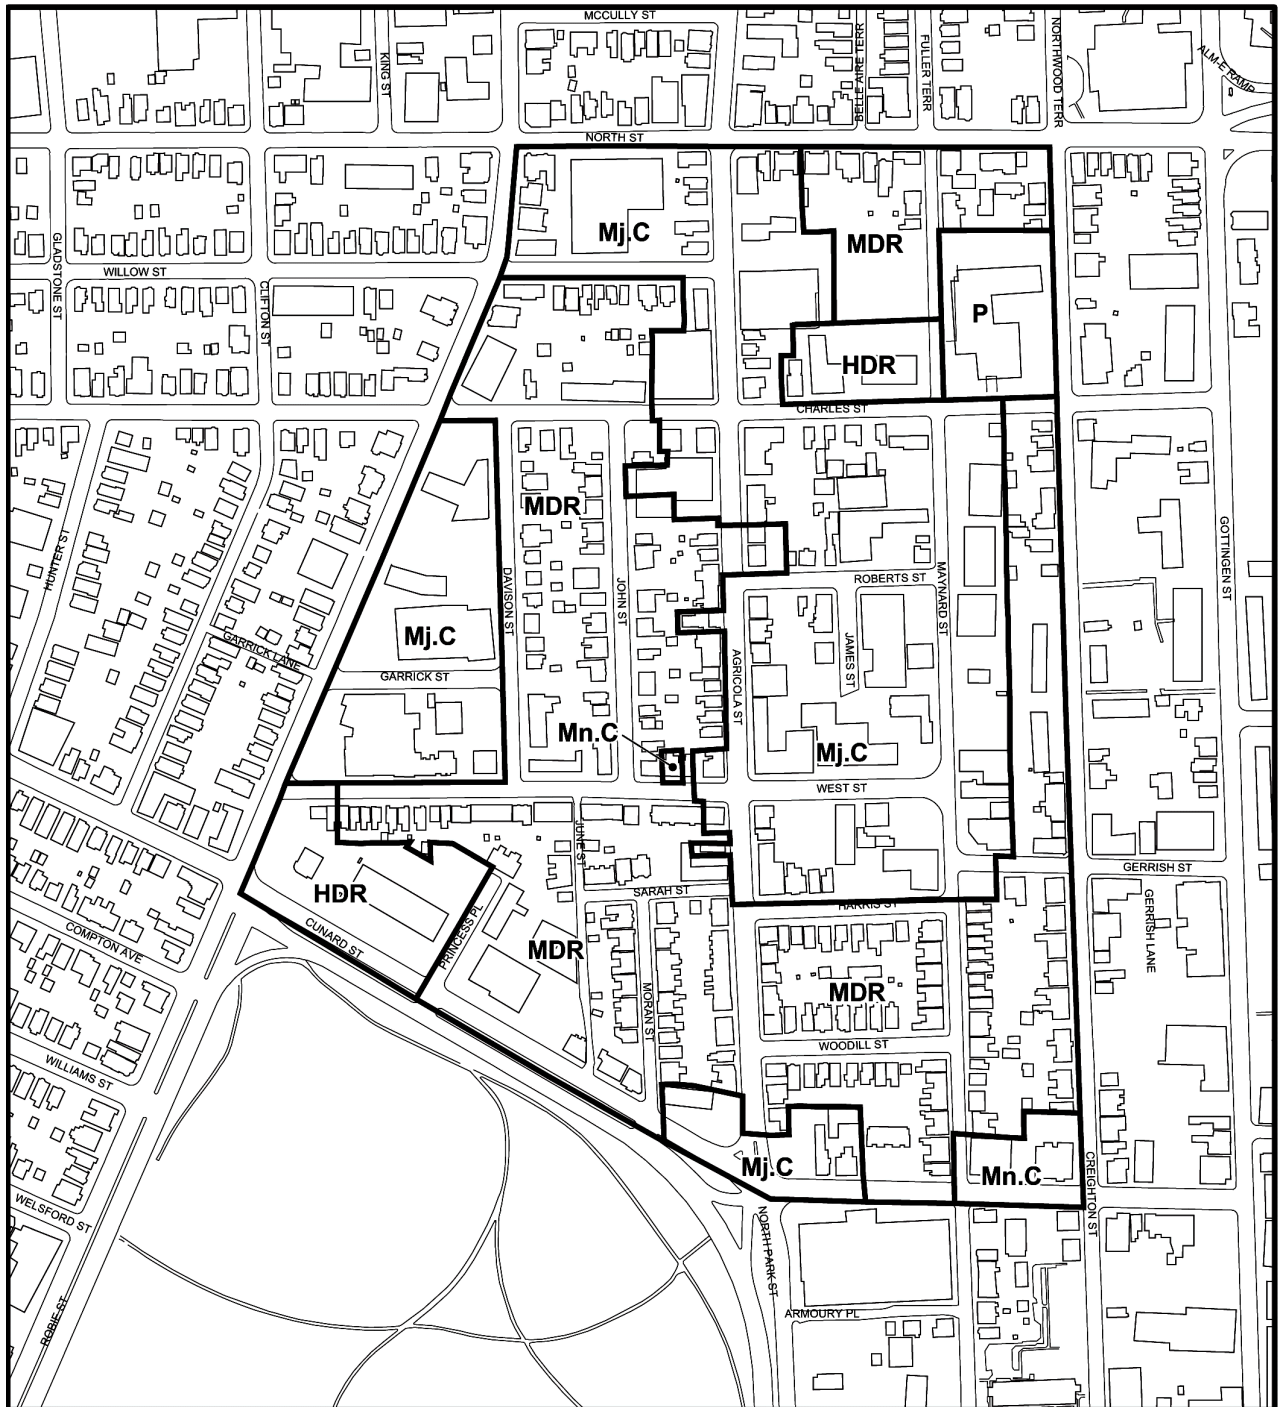 MCCULLY ST
KING ST
BELLE AIRE TERR
FULLER TERR
NORTHWOOD TERR
ALM-E RAMP
NORTH ST
Mj.C
MDR
GLADSTONE ST
WILLOW ST
CLIFTON ST
P
HDR
CHARLES ST
MDR
HUNTER ST
GOTTINGEN ST
DAVISON ST
JOHN ST
ROBERTS ST
MAYNARD ST
GARRICK LANE
Mj.C
JAMES ST
AGRICOLA ST
GARRICK ST
Mn.C
Mj.C
WEST ST
JUNE ST
GERRISH ST
HDR
SARAH ST
HARRIS ST
GERRISH LANE
COMPTON AVE
CUNARD ST
PRINCESS PL
MDR
MDR
MORAN ST
WOODILL ST
WILLIAMS ST
Mj.C
Mn.C
CREIGHTON ST
WELSFORD ST
NORTH PARK ST
ROBIE ST
ARMOURY PL